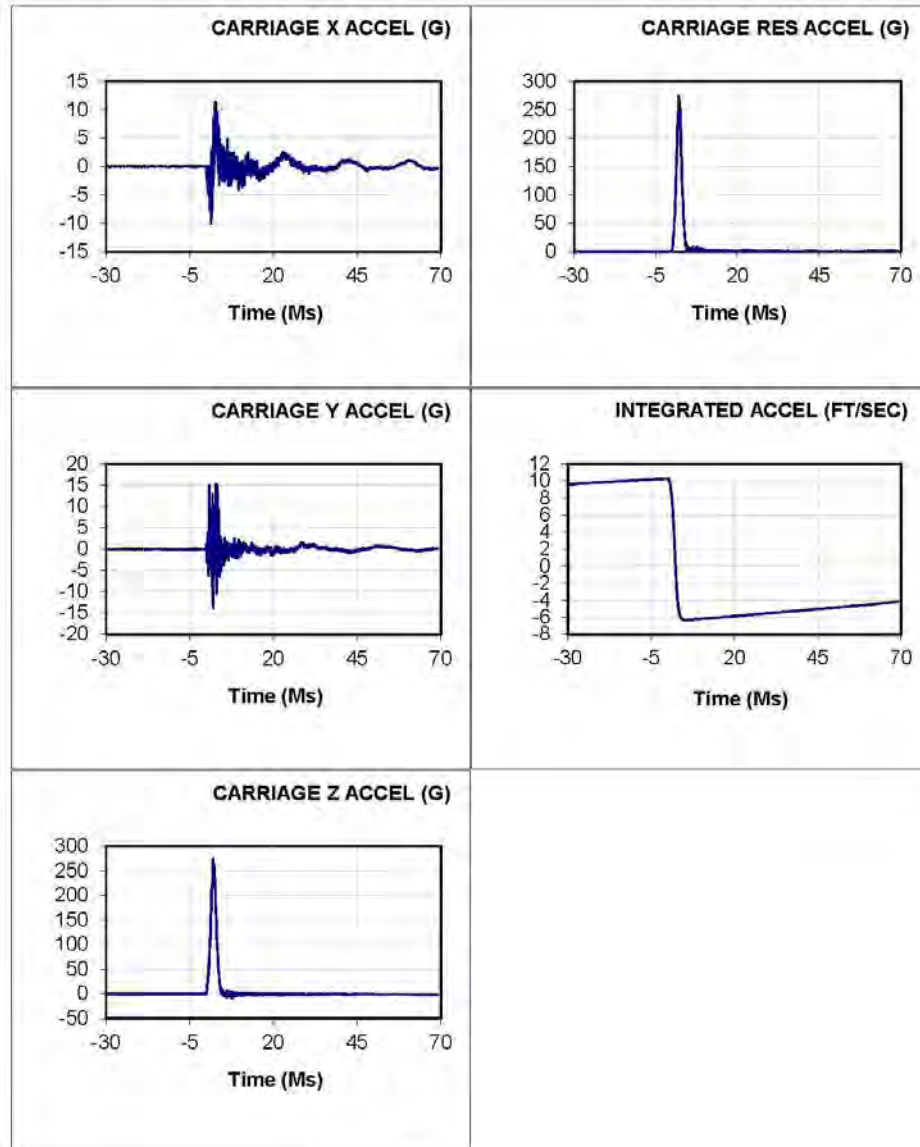 CARRIAGE X ACCEL (G)
15
10
5
0
-5
-10
-15
-30 -5 20 45 70
Time (Ms)
CARRIAGE RES ACCEL (G)
300
250
200
150
100
50
0
-30 -5 20 45 70
Time (Ms)
CARRIAGE Y ACCEL (G)
20
15
10
5
0
-5
-10
-15
-20
-30 -5 20 45 70
Time (Ms)
INTEGRATED ACCEL (FT/SEC)
12
10
8
6
4
2
0
-2
-4
-6
-8
-30 -5 20 45 70
Time (Ms)
CARRIAGE Z ACCEL (G)
300
250
200
150
100
50
0
-50
-30 -5 20 45 70
Time (Ms)